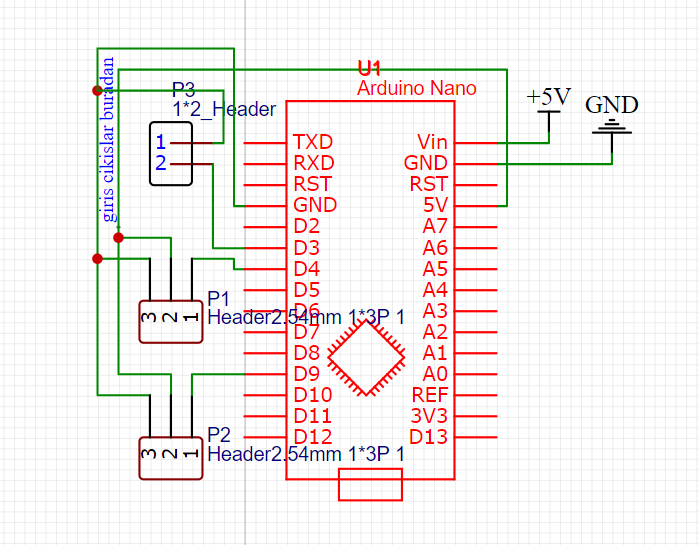 U1
Arduino Nano
giris cikislar buradan
P3
1*2_Header
1
2
+5V
GND
TXD
RXD
RST
GND
D2
D3
D4
D5
D6
D7
D8
D9
D10
D11
D12
Vin
GND
RST
5V
A7
A6
A5
A4
A3
A2
A1
A0
REF
3V3
D13
P1
Header2.54mm 1*3P 1
3 2 1
P2
Header2.54mm 1*3P 1
3 2 1